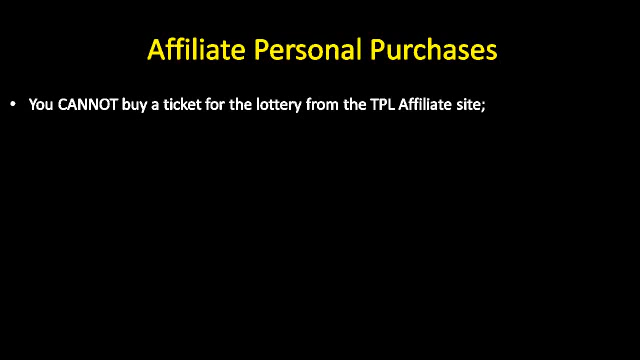 Affiliate Personal Purchases
• You CANNOT buy a ticket for the lottery from the TPL Affiliate site;